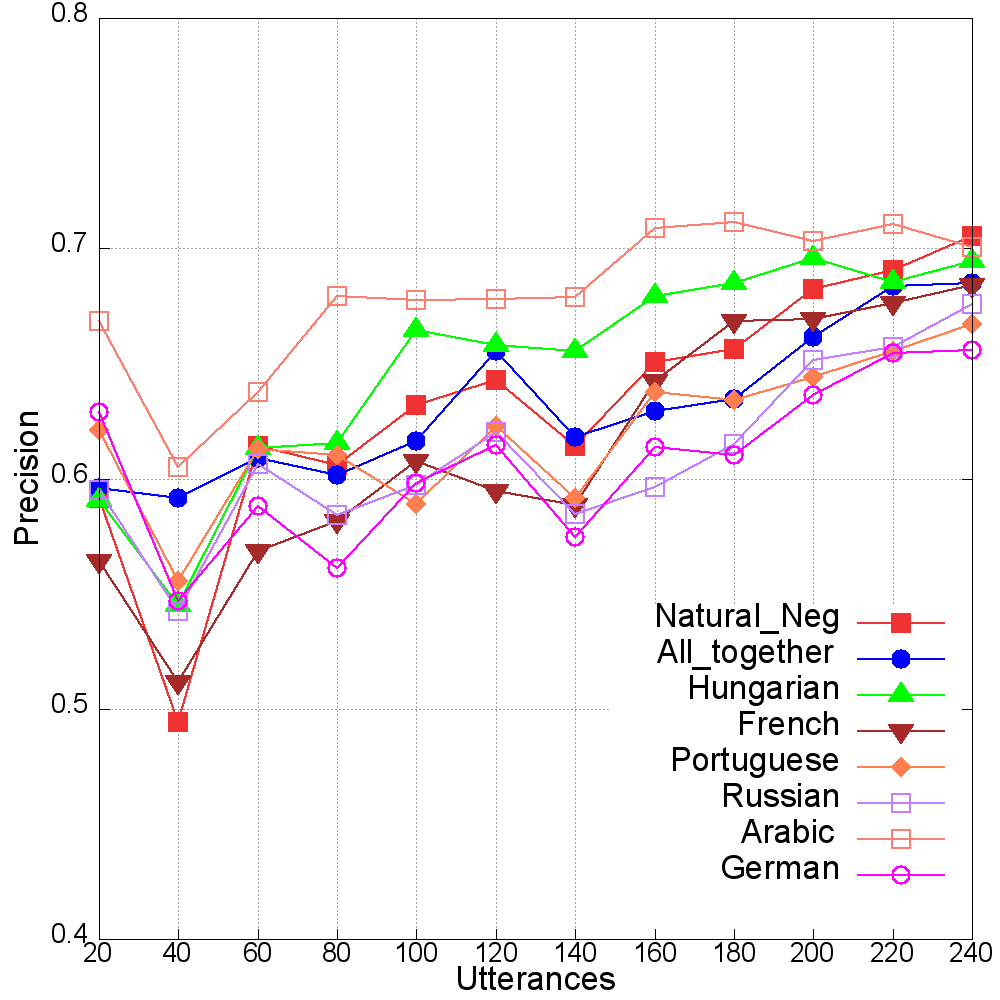 0.8
0.7
0.6
0.5
0.4
Precision
Natural_Neg
All_together
Hungarian
French
Portuguese
Russian
Arabic
German
20 40 60 80 100 120 140 160 180 200 220 240
Utterances